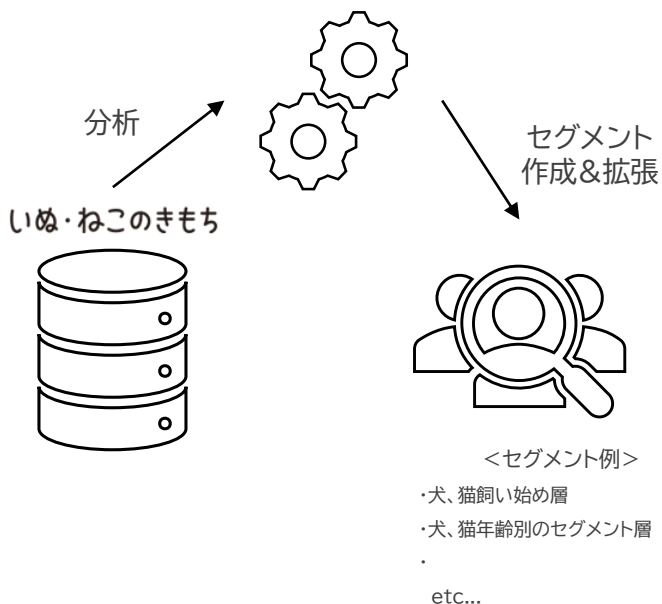 分析
セグメント
作成&拡張
いぬ・ねこのきもち
＜セグメント例＞
・犬、猫飼い始め層
・犬、猫年齢別のセグメント層
・
etc...